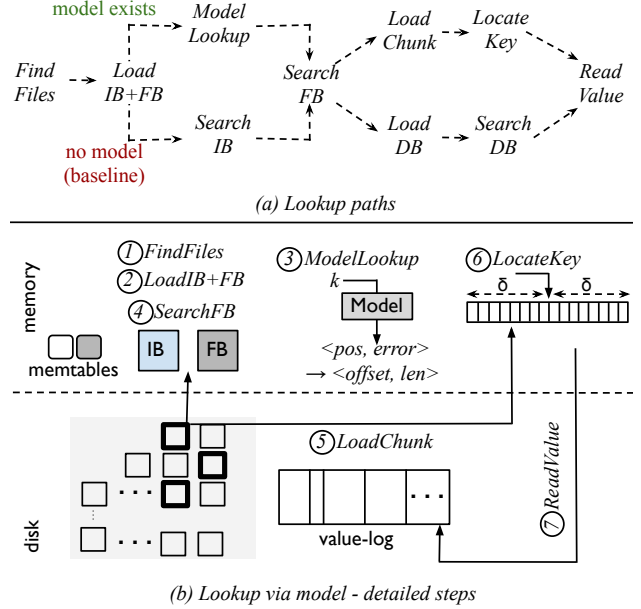 model exists
Model
Lookup
Load
Chunk
Locate
Key
Find
Files
Load
IB+FB
Search
FB
Read
Value
no model
(baseline)
Search
IB
Load
DB
Search
DB
(a) Lookup paths
memory
1 FindFiles
2 LoadIB+FB
4 SearchFB
IB
FB
memtables
3 ModelLookup
k
Model
<pos, error>
→ <offset, len>
6 LocateKey
δ δ
disk
5 LoadChunk
value-log
7 ReadValue
(b) Lookup via model - detailed steps